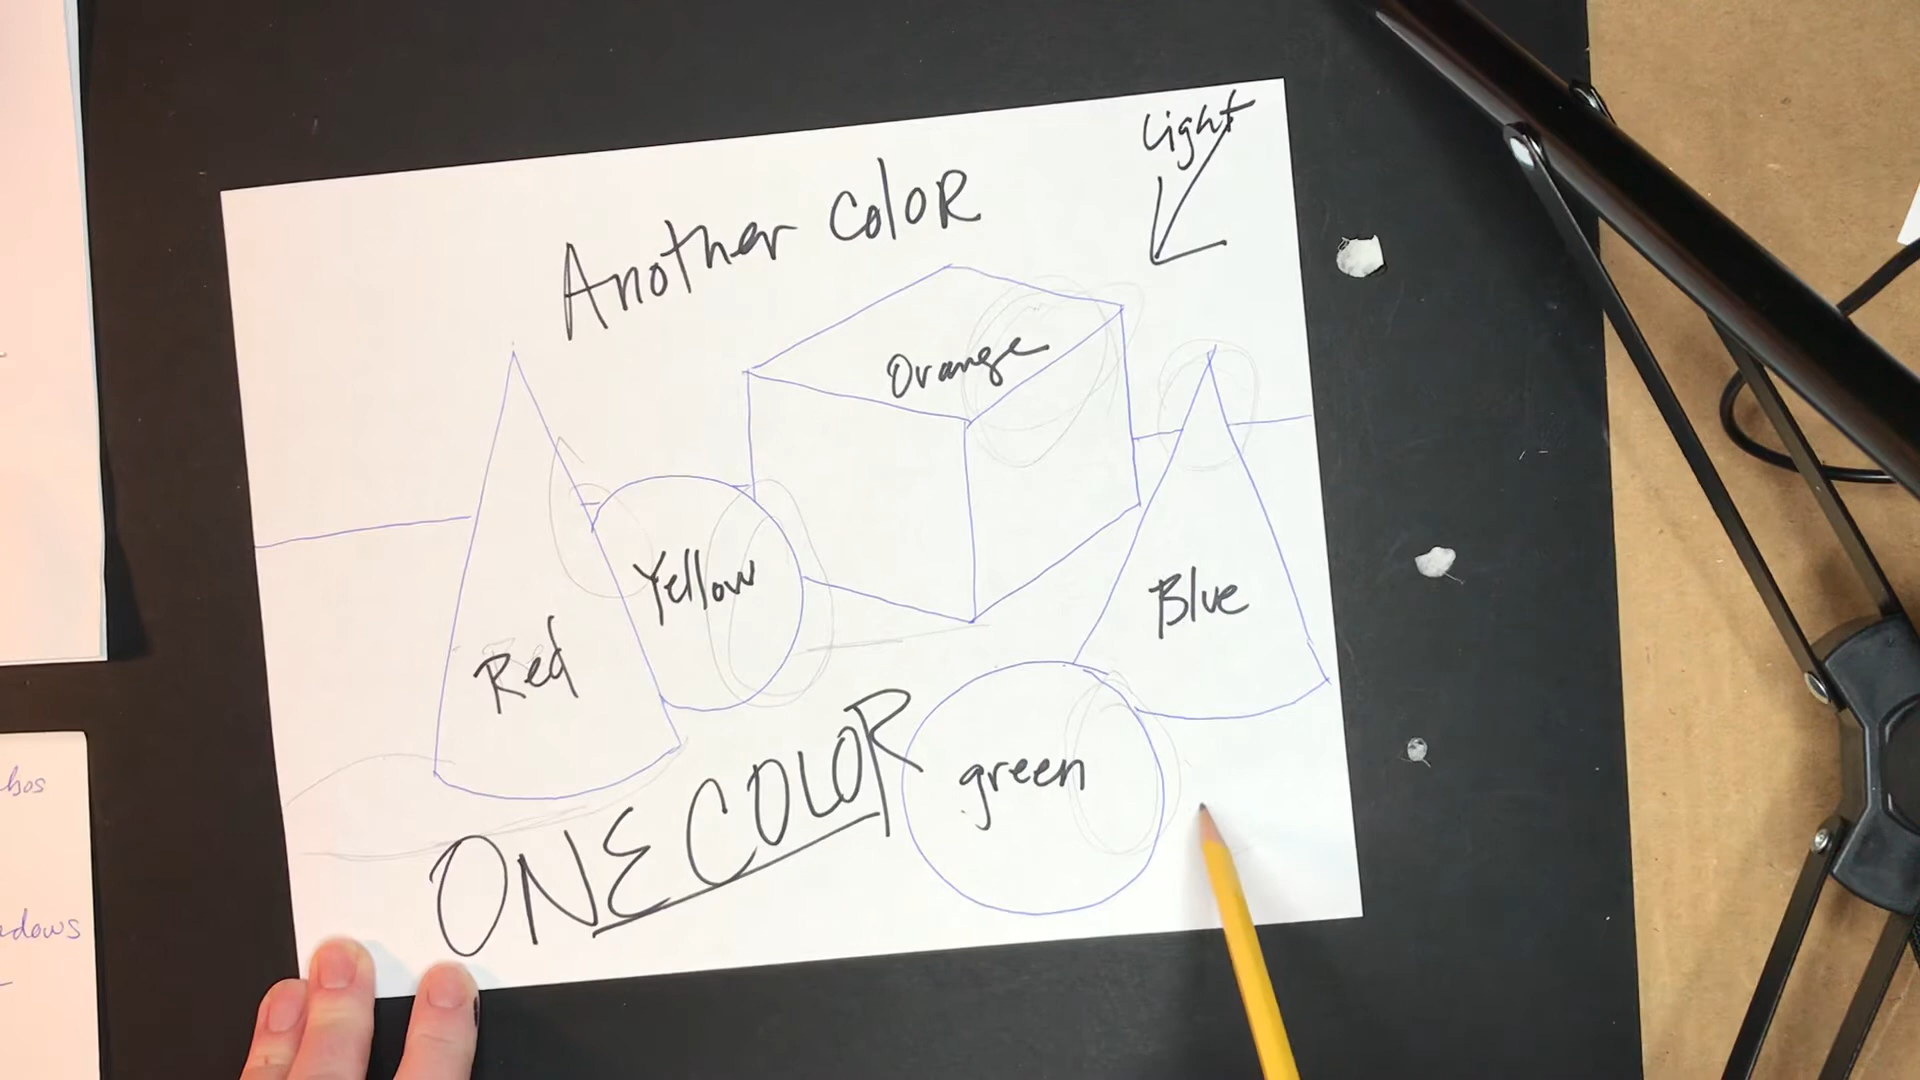 Light
Another Color
Orange
Yellow
Blue
Red
green
ONE COLOR